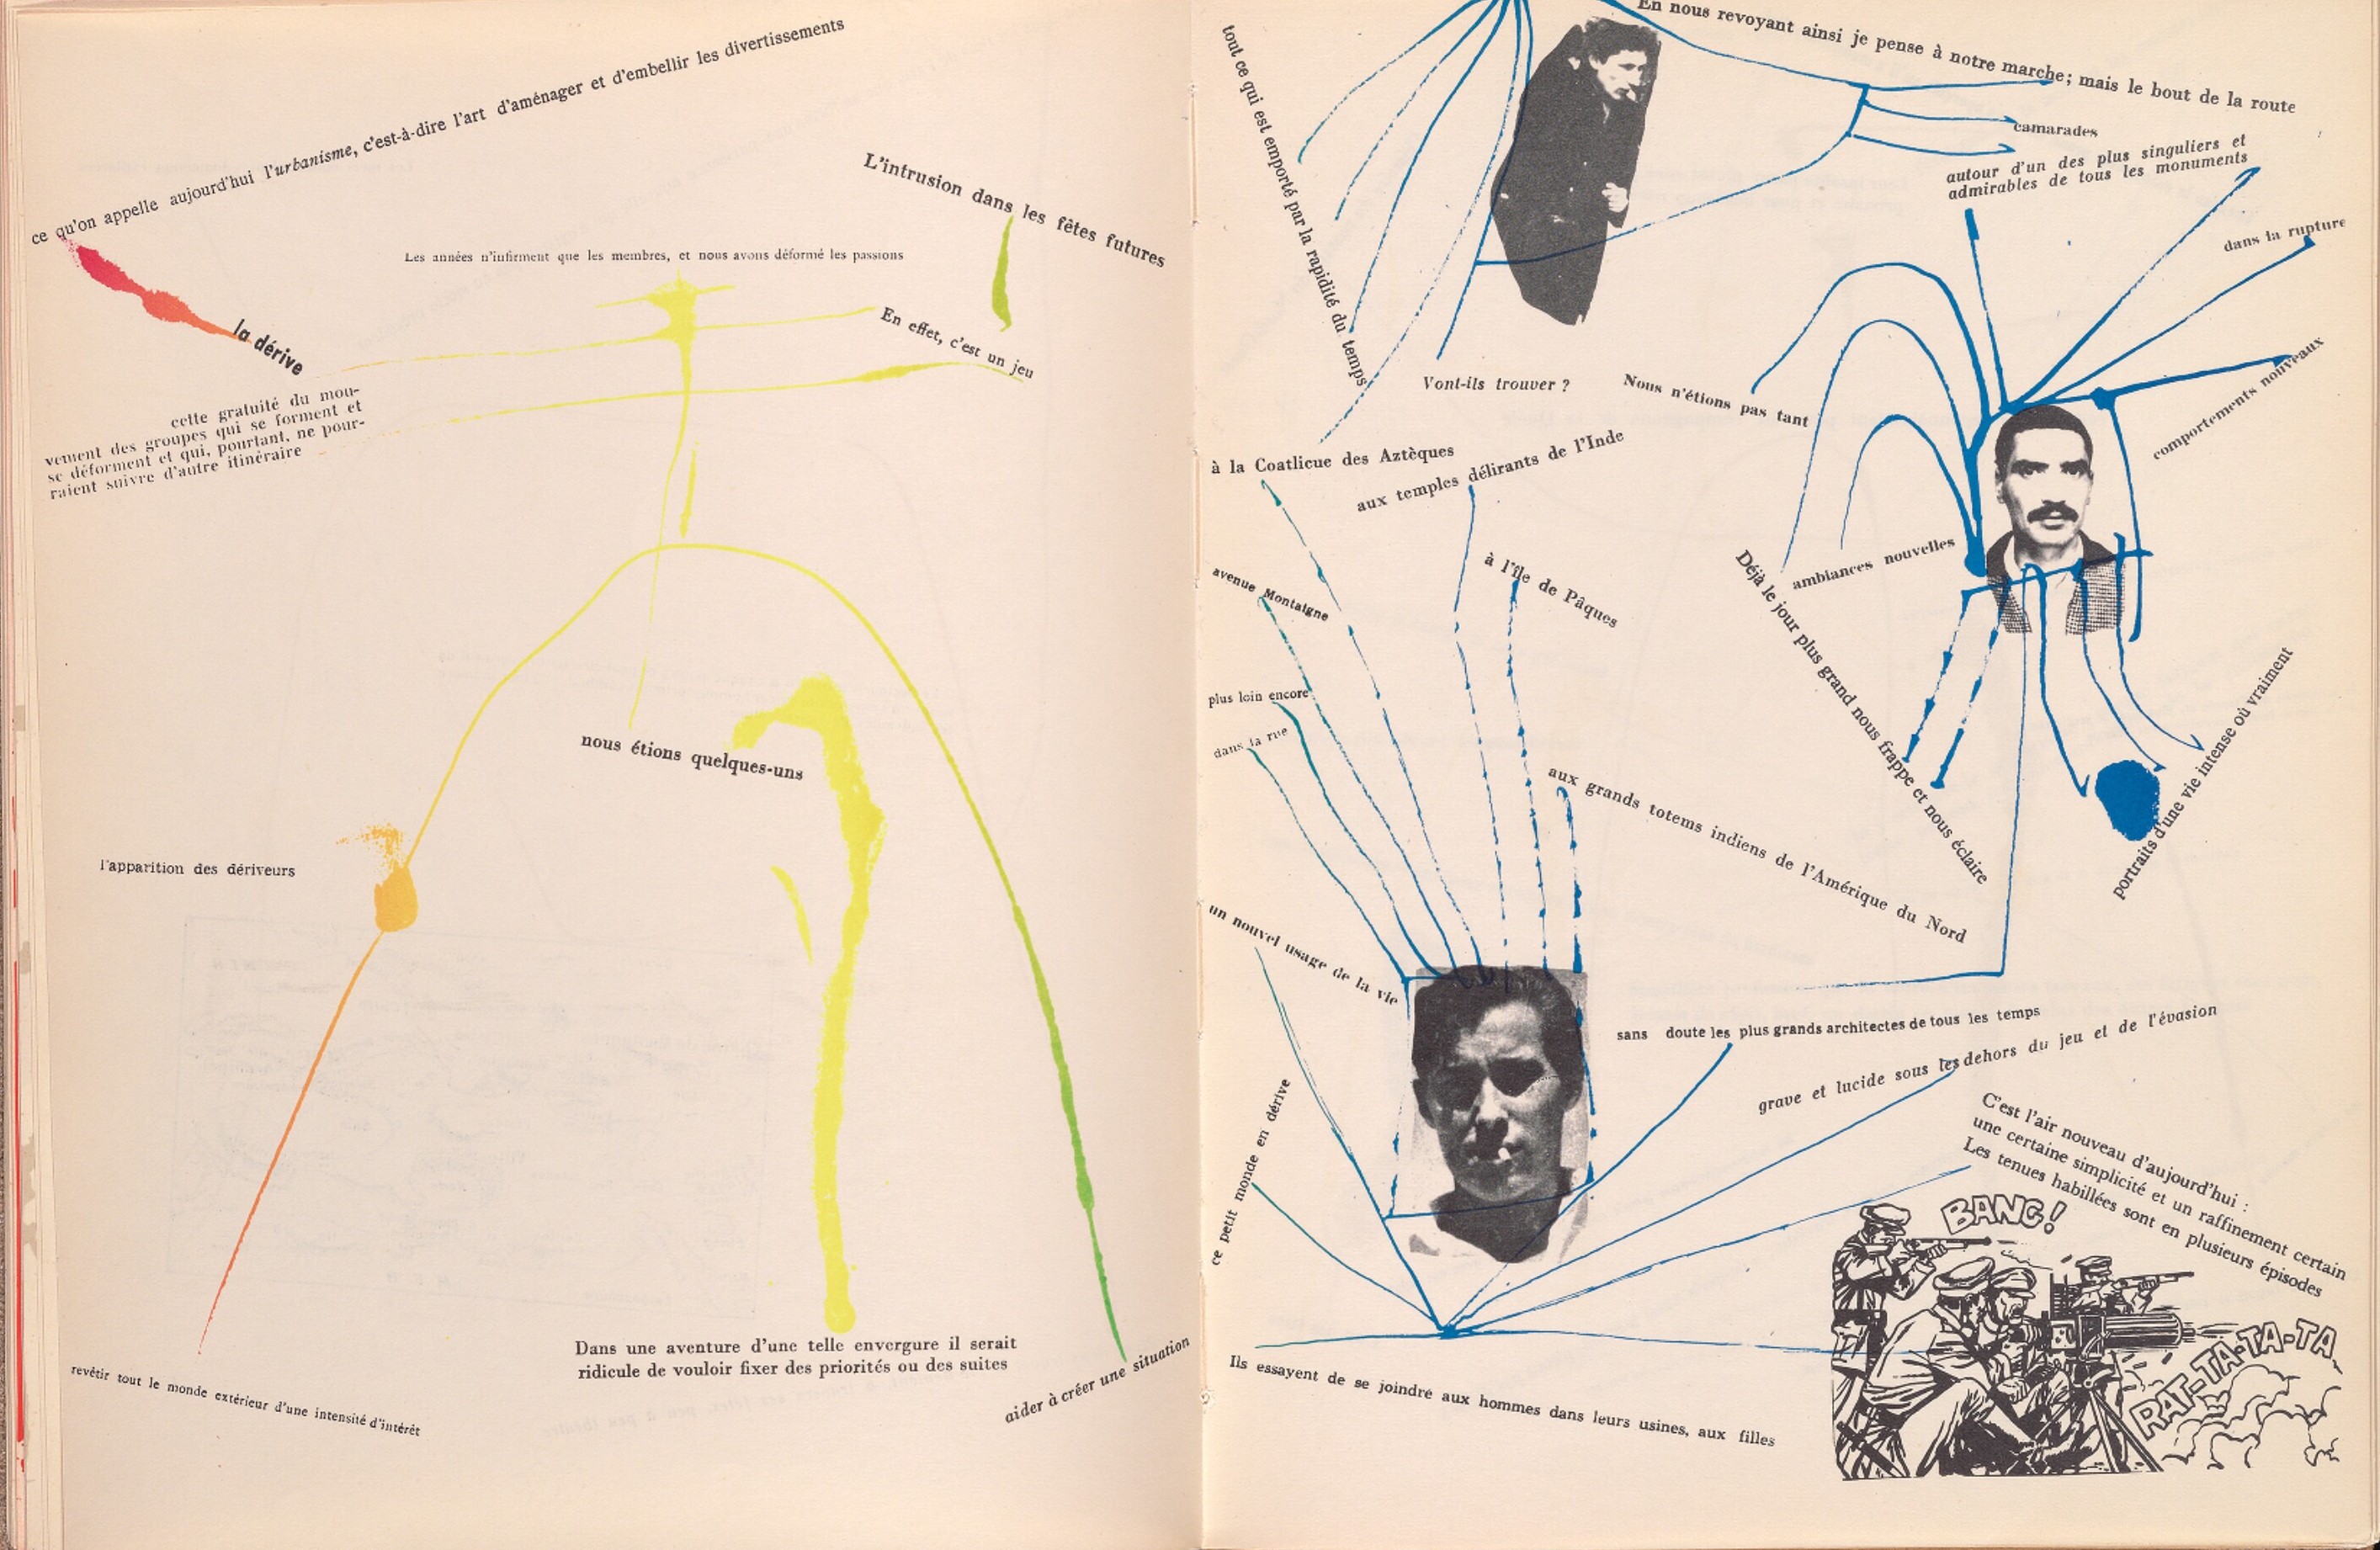 ce qu'on appelle aujourd'hui l'urbanisme, c'est-à-dire l'art d'aménager et d'embellir les divertissements
L'intrusion dans les fêtes futures
Les années n'infirment que les membres, et nous avons déformé les passions
En effet, c'est un jeu
la dérive
cette gratuité du mou-
vement des groupes qui se forment et
se déforment et qui, pourtant, ne pour-
raient suivre d'autre itinéraire
nous étions quelques-uns
l'apparition des dériveurs
Dans une aventure d'une telle envergure il serait
ridicule de vouloir fixer des priorités ou des suites
revêtir tout le monde extérieur d'une intensité d'intérêt
aider à créer une situation
En nous revoyant ainsi je pense à notre marche; mais le bout de la route
tout ce qui est emporté par la rapidité du temps
camarades
autour d'un des plus singuliers et
admirables de tous les monuments
dans la rupture
comportements nouveaux
Vont-ils trouver ?
Nous n'étions pas tant
à la Coatlicue des Aztèques
aux temples délirants de l'Inde
à l'île de Pâques
avenue Montaigne
ambiances nouvelles
Déjà le jour plus grand nous frappe et nous éclaire
portraits d'une vie intense où vraiment
plus loin encore
dans la rue
aux grands totems indiens de l'Amérique du Nord
un nouvel usage de la vie
sans doute les plus grands architectes de tous les temps
grave et lucide sous les dehors du jeu et de l'évasion
ce petit monde en dérive
C'est l'air nouveau d'aujourd'hui :
une certaine simplicité et un raffinement certain
Les tenues habillées sont en plusieurs épisodes
BANG!
RAT-TA-TA-TA-TA
Ils essayent de se joindre aux hommes dans leurs usines, aux filles